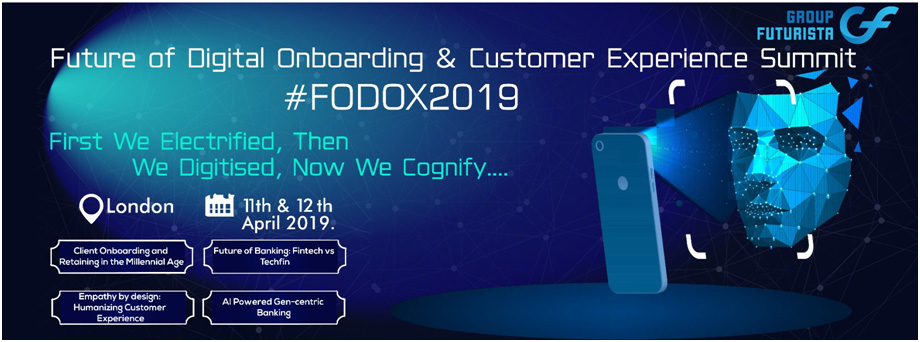 GROUP
FUTURISTA
Future of Digital Onboarding & Customer Experience Summit
#FODOX2019
First We Electrified, Then
We Digitised, Now We Cognify....
London
11th & 12th
April 2019.
Client Onboarding and
Retaining in the Millennial Age
Future of Banking: Fintech vs
Techfin
Empathy by design:
Humanizing Customer
Experience
AI Powered Gen-centric
Banking